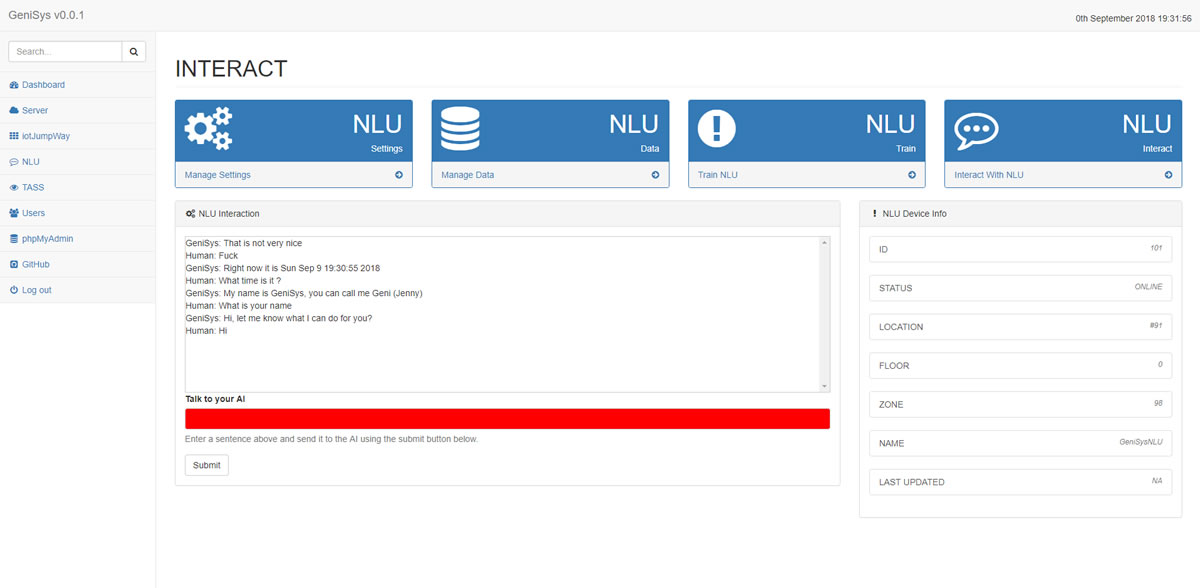 GeniSys v0.0.1
0th September 2018 19:31:56
Search...
Dashboard
Server
iotJumpWay
NLU
TASS
Users
phpMyAdmin
GitHub
Log out
INTERACT
NLU
Settings
Manage Settings
NLU
Data
Manage Data
NLU
Train
Train NLU
NLU
Interact
Interact With NLU
NLU Interaction
GeniSys: That is not very nice
Human: Fuck
GeniSys: Right now it is Sun Sep 9 19:30:55 2018
Human: What time is it ?
GeniSys: My name is GeniSys, you can call me Geni (Jenny)
Human: What is your name
GeniSys: Hi, let me know what I can do for you?
Human: Hi
Talk to your AI
Enter a sentence above and send it to the AI using the submit button below.
Submit
NLU Device Info
ID 101
STATUS ONLINE
LOCATION #91
FLOOR 0
ZONE 98
NAME GeniSysNLU
LAST UPDATED NA